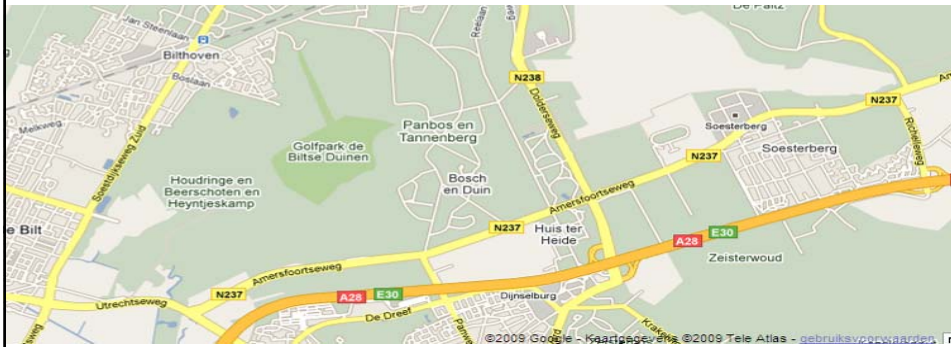 De Paltz
Jan Steenlaan
Bilthoven
Boslaan
Reelaan
N238
Dolderseweg
N237
Soesterberg
Soesterberg
Richelleweg
Melkweg
Soestdijkseweg Zuid
Golfpark de
Biltse Duinen
Panbos en
Tannenberg
N237
Houdringe en
Beerschoten en
Heyntjeskamp
Bosch
en Duin
Amersfoortseweg
e Bilt
N237
Huis ter
Heide
A28 E30
Zeisterwoud
Amersfoortseweg
Utrechtseweg
N237
A28 E30
Dijnselburg
De Dreef
©2009 Google - Kaartgegevens ©2009 Tele Atlas - gebruiksvoorwaarden